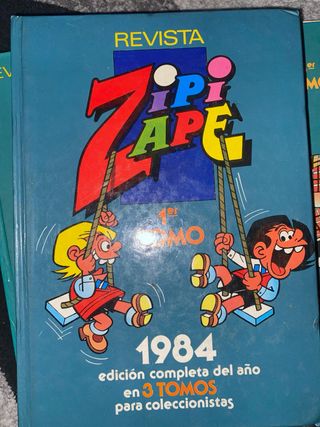 REVISTA
ZIPI
ZAPE
1er
TOMO
1984
edición completa del año
en 3 TOMOS
para coleccionistas